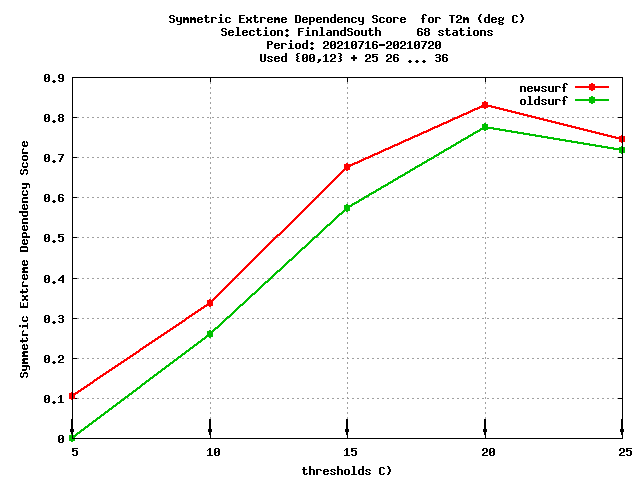 Symmetric Extreme Dependency Score  for T2m (deg C)
Selection: FinlandSouth     68 stations
Period: 20210716-20210720
Used {00,12} + 25 26 ... 36
newsurf
oldsurf
Symmetric Extreme Dependency Score
0.9
0.8
0.7
0.6
0.5
0.4
0.3
0.2
0.1
0
5 10 15 20 25
thresholds C)